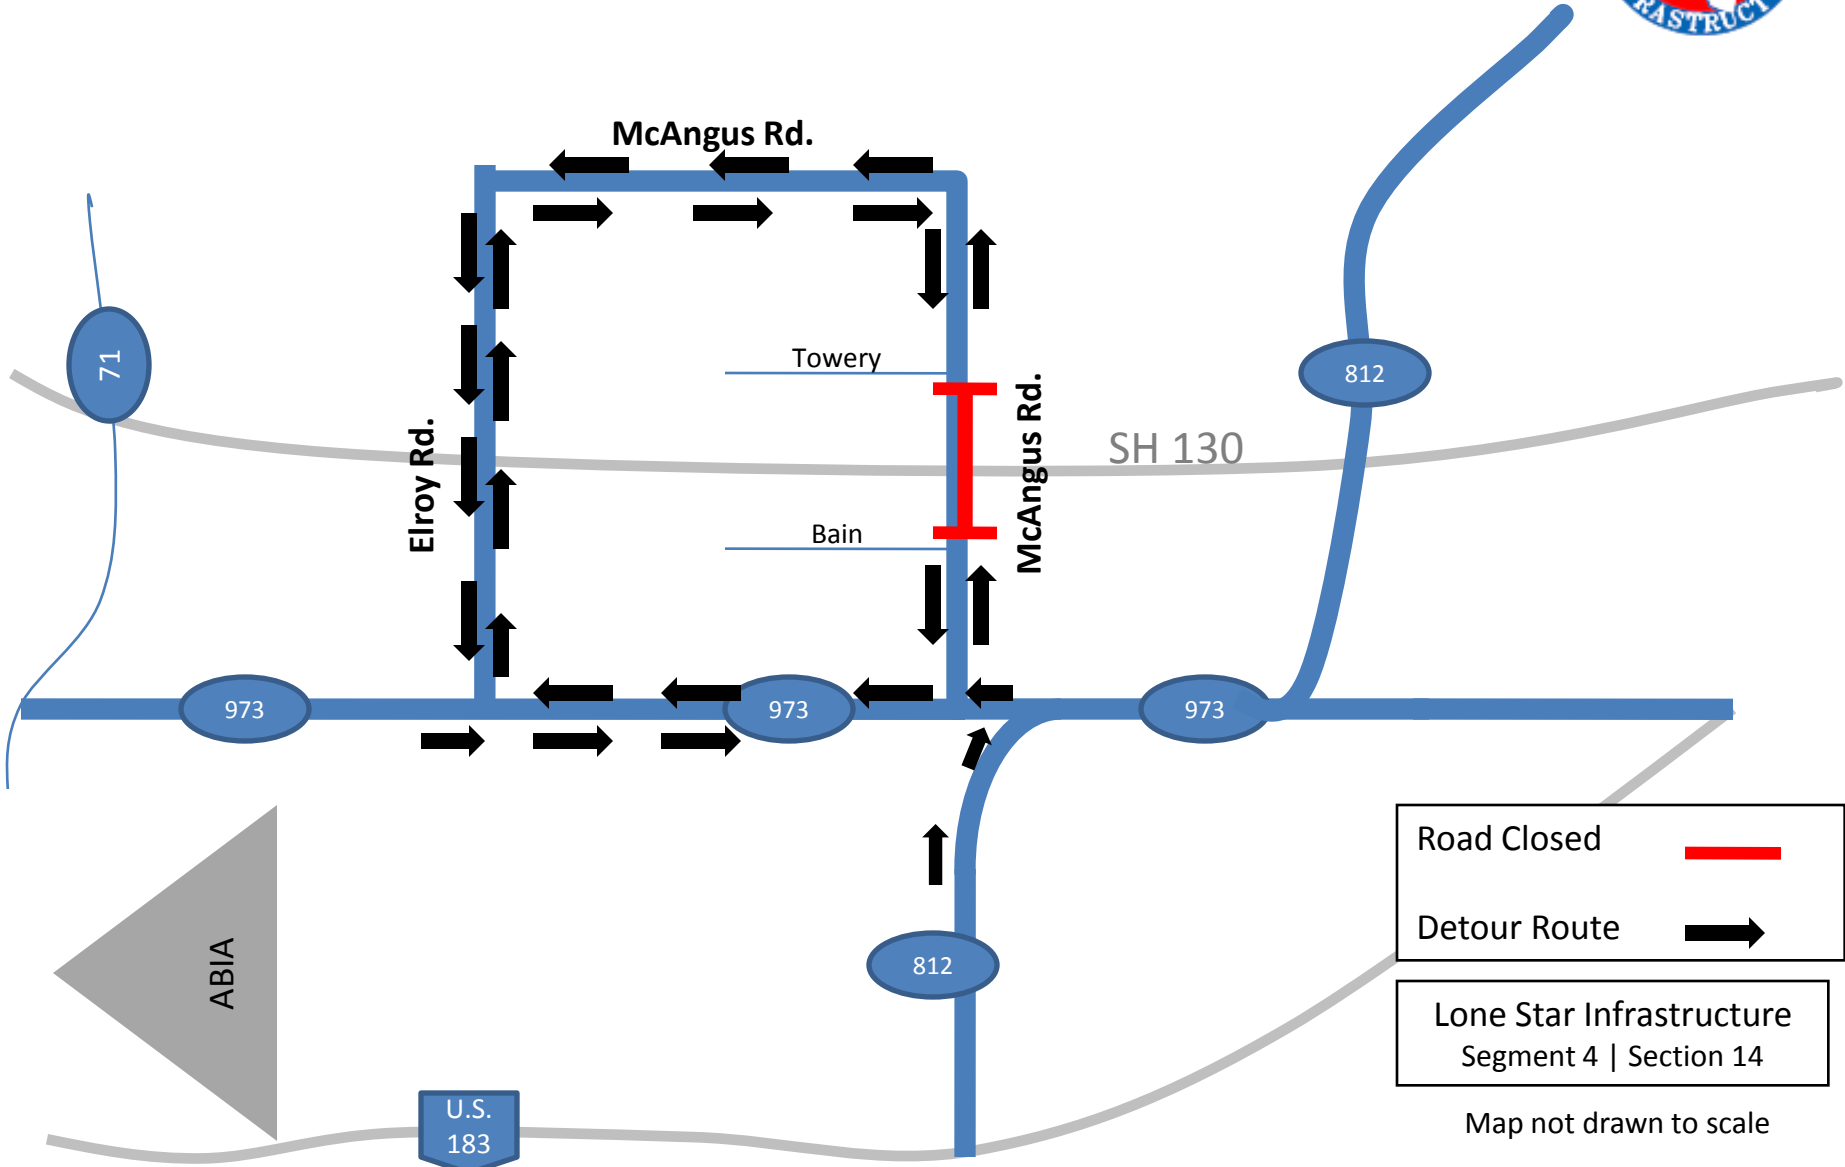 RASTRUCT
McAngus Rd.
71
Towery
812
Elroy Rd.
McAngus Rd.
SH 130
Bain
973
973
973
Road Closed
Detour Route
812
ABIA
Lone Star Infrastructure
Segment 4 | Section 14
U.S.
183
Map not drawn to scale